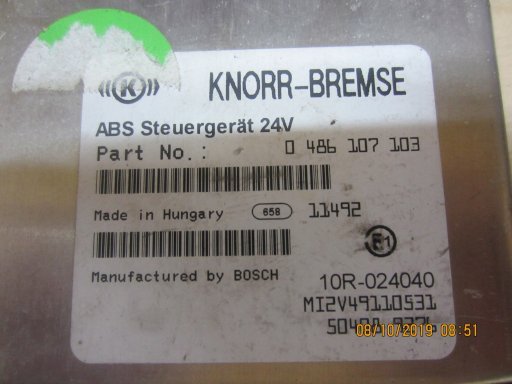 ((K)) KNORR-BREMSE
ABS Steuergerät 24V
Part No.: 0 486 107 103
Made in Hungary 658 11492
Manufactured by BOSCH
10R-024040
MI2V49110531
08/10/2019 08:51